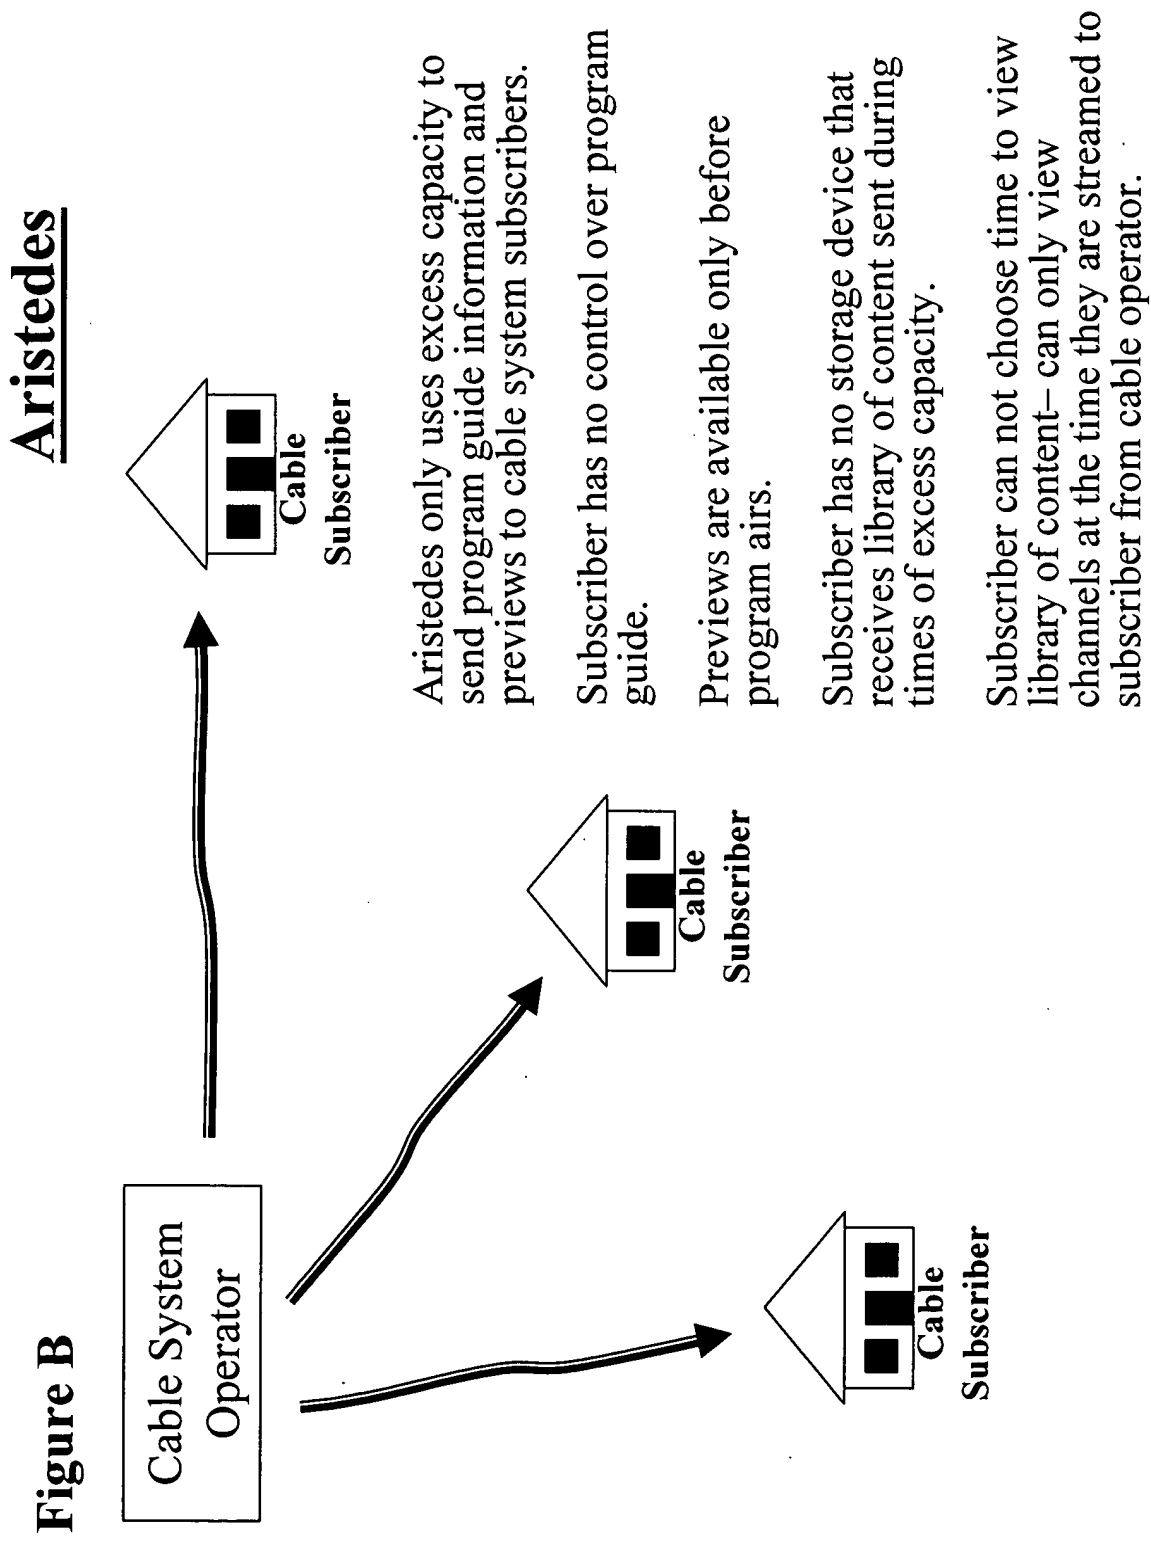 Figure B
Aristedes
Cable System
Operator
Cable
Subscriber
Cable
Subscriber
Cable
Subscriber
Aristedes only uses excess capacity to
send program guide information and
previews to cable system subscribers.
Subscriber has no control over program
guide.
Previews are available only before
program airs.
Subscriber has no storage device that
receives library of content sent during
times of excess capacity.
Subscriber can not choose time to view
library of content– can only view
channels at the time they are streamed to
subscriber from cable operator.